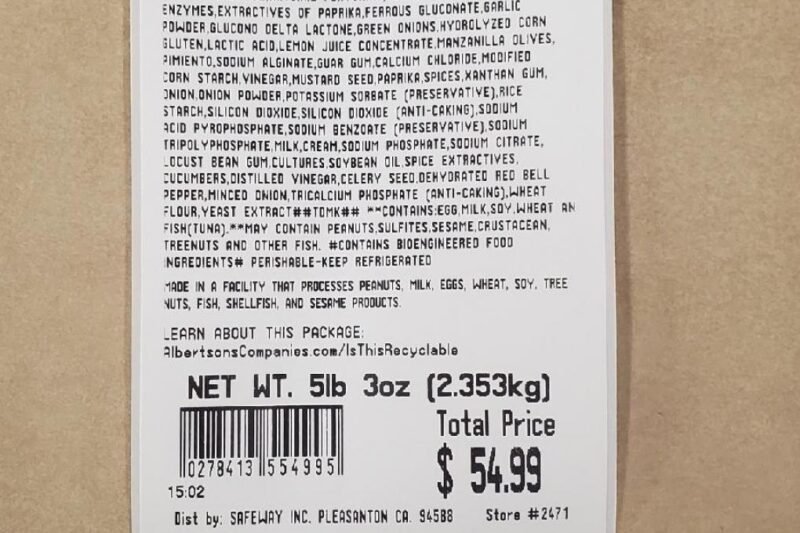 ENZYMES,EXTRACTIVES OF PAPRIKA,FERROUS GLUCONATE,GARLIC
POWDER,GLUCONO DELTA LACTONE,GREEN ONIONS,HYDROLYZED CORN
GLUTEN,LACTIC ACID,LEMON JUICE CONCENTRATE,MANZANILLA OLIVES,
PIMIENTO,SODIUM ALGINATE,GUAR GUM,CALCIUM CHLORIDE,MODIFIED
CORN STARCH,VINEGAR,MUSTARD SEED,PAPRIKA,SPICES,XANTHAN GUM,
ONION,ONION POWDER,POTASSIUM SORBATE (PRESERVATIVE),RICE
STARCH,SILICON DIOXIDE,SILICON DIOXIDE (ANTI-CAKING),SODIUM
ACID PYROPHOSPHATE,SODIUM BENZOATE (PRESERVATIVE),SODIUM
TRIPOLYPHOSPHATE,MILK,CREAM,SODIUM PHOSPHATE,SODIUM CITRATE,
LOCUST BEAN GUM,CULTURES,SOYBEAN OIL,SPICE EXTRACTIVES,
CUCUMBERS,DISTILLED VINEGAR,CELERY SEED,DEHYDRATED RED BELL
PEPPER,MINCED ONION,TRICALCIUM PHOSPHATE (ANTI-CAKING),WHEAT
FLOUR,YEAST EXTRACT##TDMK## **CONTAINS:EGG,MILK,SOY,WHEAT AN
FISH(TUNA).**MAY CONTAIN PEANUTS,SULFITES,SESAME,CRUSTACEAN,
TREENUTS AND OTHER FISH. #CONTAINS BIOENGINEERED FOOD
INGREDIENTS# PERISHABLE-KEEP REFRIGERATED
MADE IN A FACILITY THAT PROCESSES PEANUTS, MILK, EGGS, WHEAT, SOY, TREE
NUTS, FISH, SHELLFISH, AND SESAME PRODUCTS.
LEARN ABOUT THIS PACKAGE:
AlbertsonsCompanies.com/IsThisRecyclable
NET WT. 5lb 3oz (2.353kg)
Total Price
$ 54.99
0278413 554995
15:02
Dist by: SAFEWAY INC. PLEASANTON CA. 94588 Store #2471